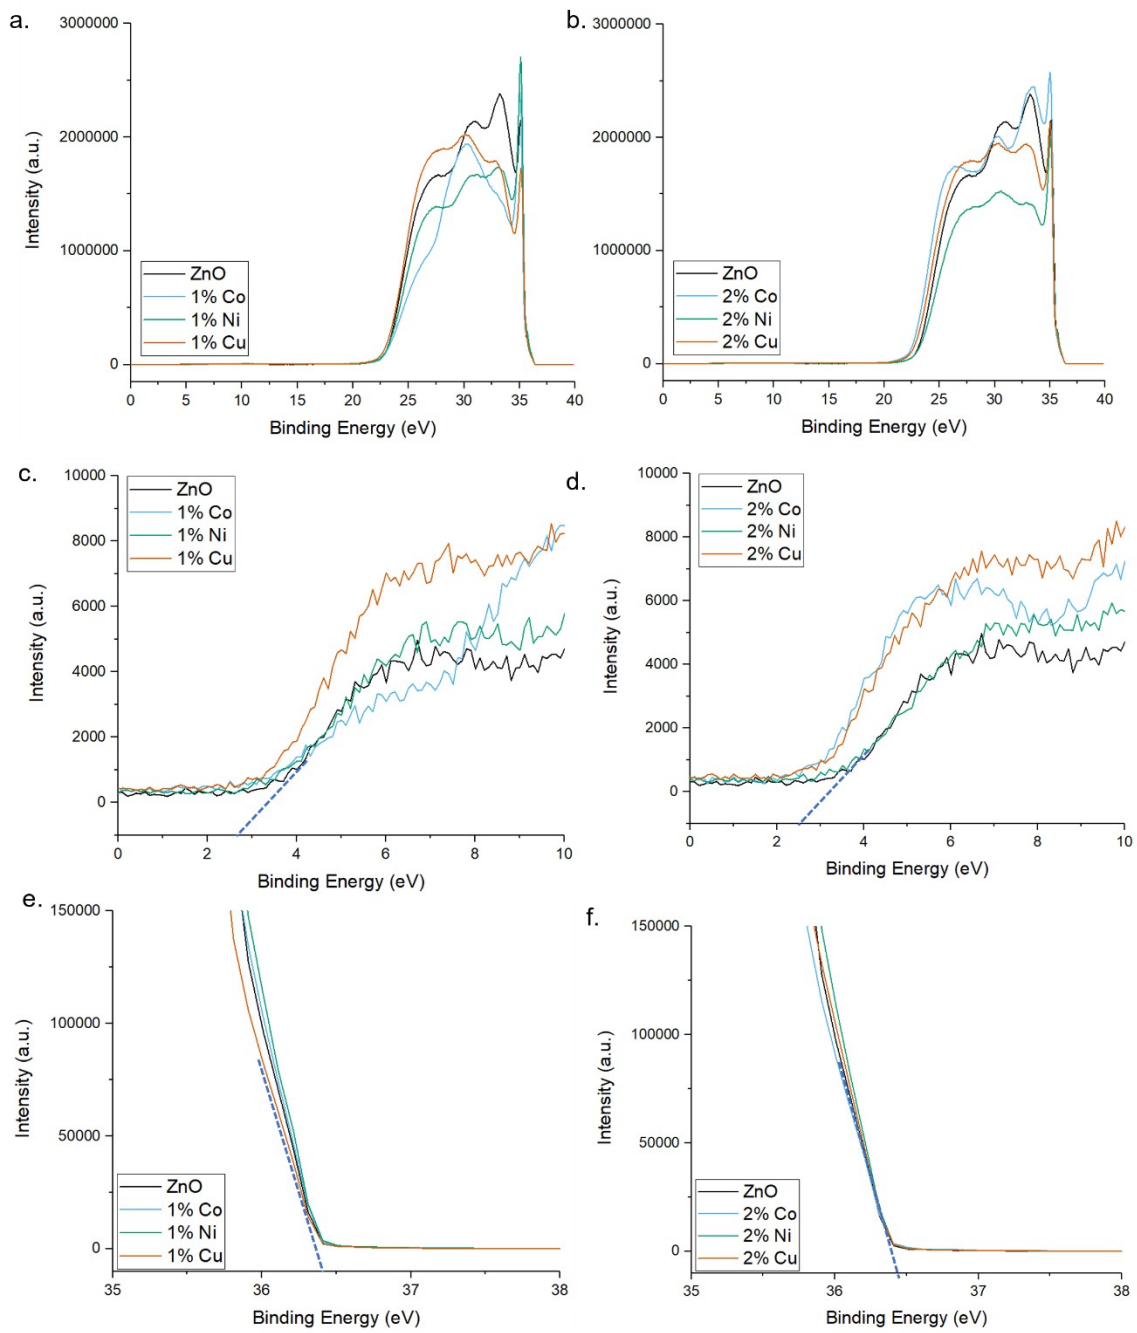 a.
3000000
2000000
1000000
0
Intensity (a.u.)
ZnO
1% Co
1% Ni
1% Cu
0 5 10 15 20 25 30 35 40
Binding Energy (eV)
b.
3000000
2000000
1000000
0
Intensity (a.u.)
ZnO
2% Co
2% Ni
2% Cu
0 5 10 15 20 25 30 35 40
Binding Energy (eV)
c.
10000
8000
6000
4000
2000
0
Intensity (a.u.)
ZnO
1% Co
1% Ni
1% Cu
0 2 4 6 8 10
Binding Energy (eV)
d.
10000
8000
6000
4000
2000
0
Intensity (a.u.)
ZnO
2% Co
2% Ni
2% Cu
0 2 4 6 8 10
Binding Energy (eV)
e.
150000
100000
50000
0
Intensity (a.u.)
ZnO
1% Co
1% Ni
1% Cu
35 36 37 38
Binding Energy (eV)
f.
150000
100000
50000
0
Intensity (a.u.)
ZnO
2% Co
2% Ni
2% Cu
35 36 37 38
Binding Energy (eV)